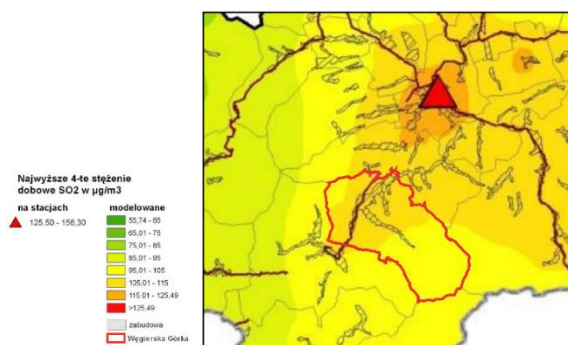 Najwyższe 4-te stężenie
dobowe SO2 w µg/m3
na stacjach
125,50 - 156,30
modelowane
55,74 - 65
65,01 - 75
75,01 - 85
85,01 - 95
95,01 - 105
105,01 - 115
115,01 - 125,49
>125,49
zabudowa
Węgierska Górka